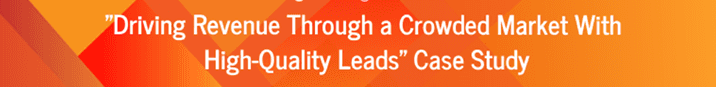 "Driving Revenue Through a Crowded Market With
High-Quality Leads" Case Study